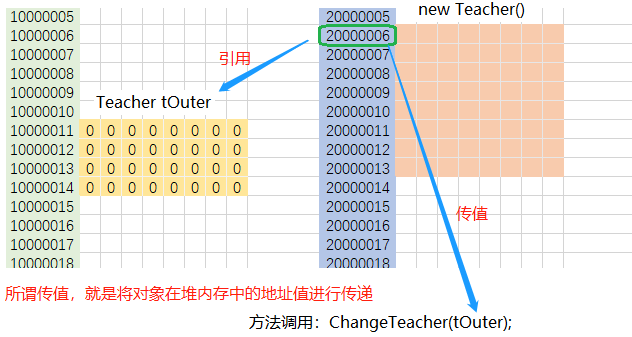 new Teacher()
10000005 20000005
10000006 20000006
10000007 20000007
10000008 20000008
10000009 20000009
10000010 20000010
10000011 0 0 0 0 0 0 0 0 20000011
10000012 0 0 0 0 0 0 0 0 20000012
10000013 0 0 0 0 0 0 0 0 20000013
10000014 0 0 0 0 0 0 0 0 20000014
10000015 20000015
10000016 20000016
10000017 20000017
10000018 20000018
引用
Teacher tOuter
传值
所谓传值，就是将对象在堆内存中的地址值进行传递
方法调用：ChangeTeacher(tOuter);